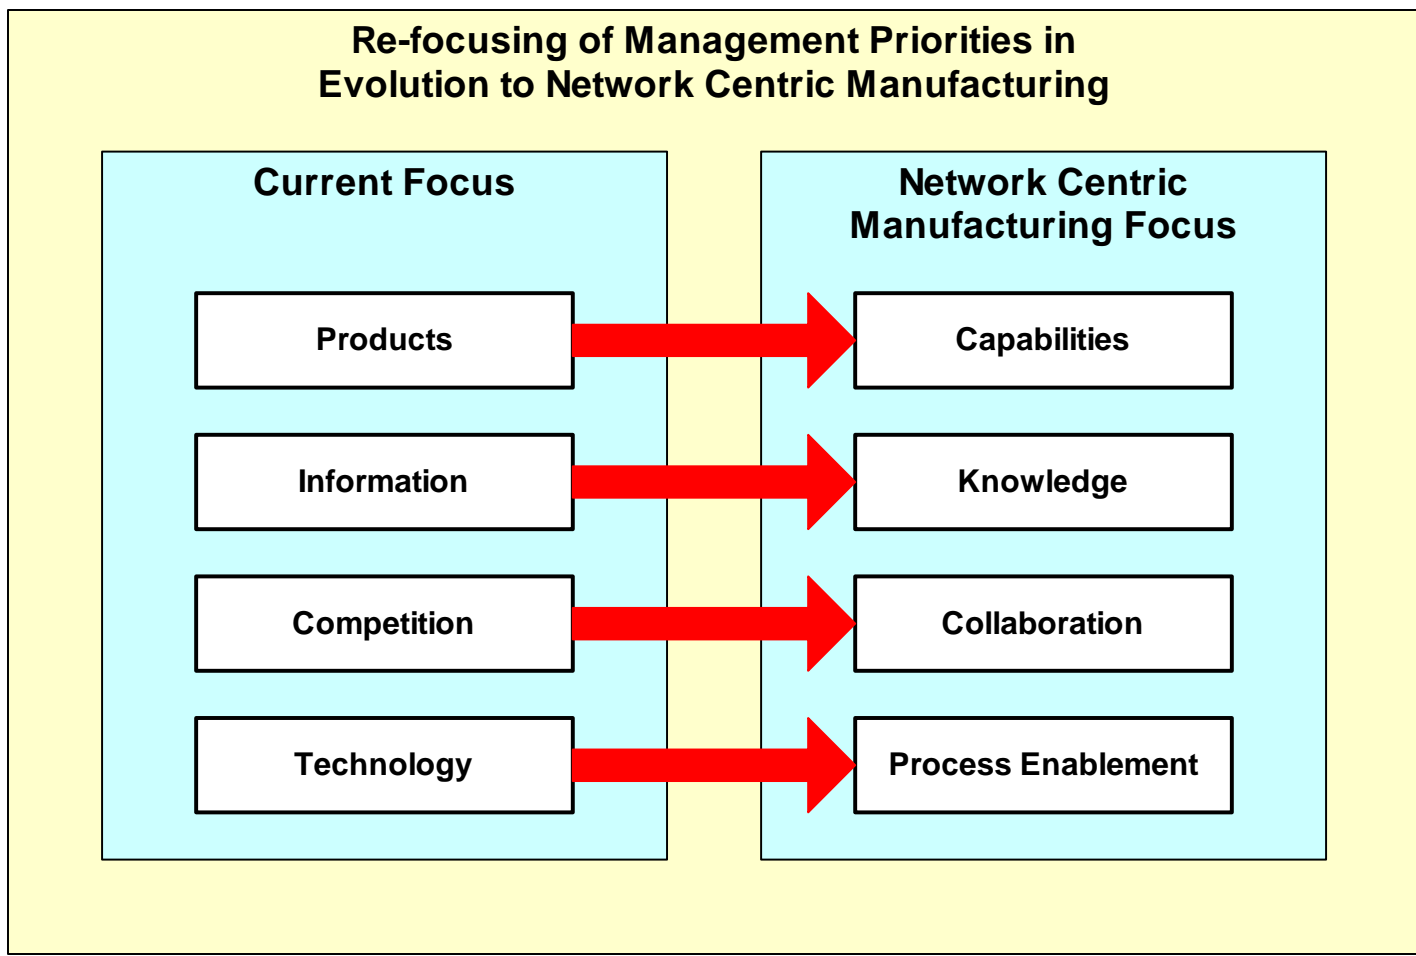 Re-focusing of Management Priorities in
Evolution to Network Centric Manufacturing
Current Focus
Network Centric
Manufacturing Focus
Products
Capabilities
Information
Knowledge
Competition
Collaboration
Technology
Process Enablement